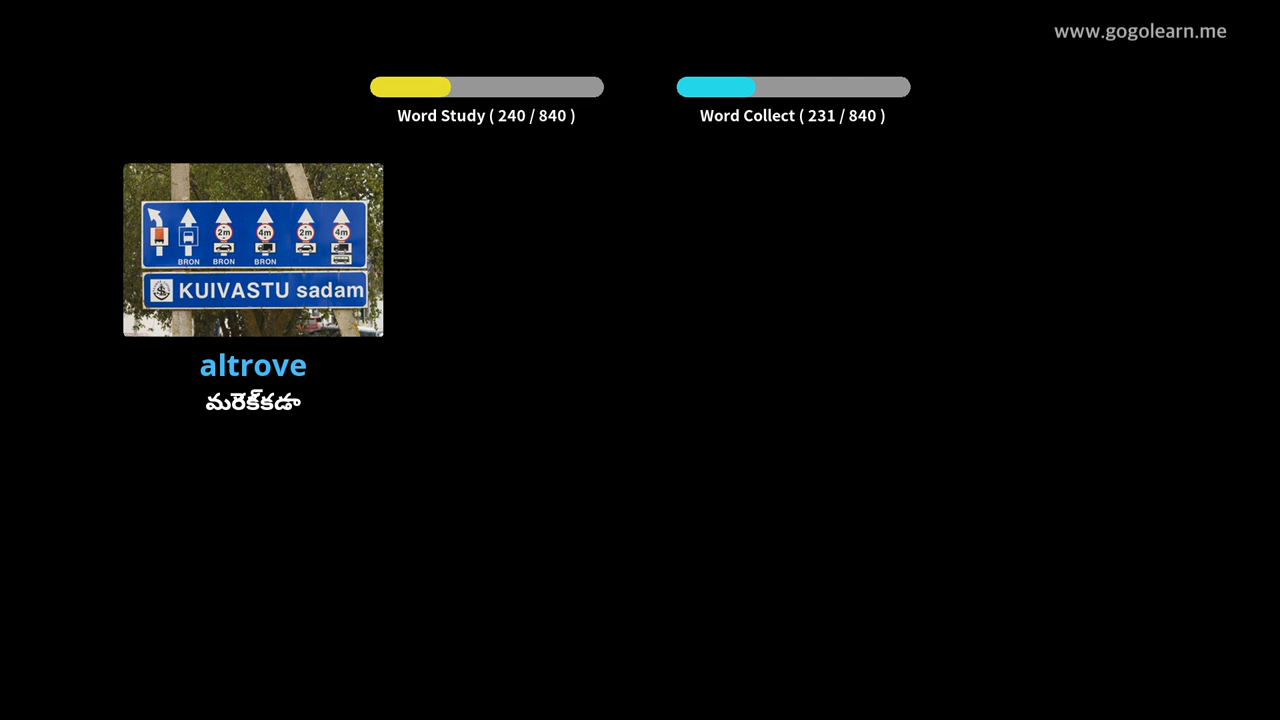 www.gogolearn.me
Word Study ( 240 / 840 )
Word Collect ( 231 / 840 )
2m 4m 2m 4m
BRON BRON BRON
KUIVASTU sadam
altrove
మరెక్కడా